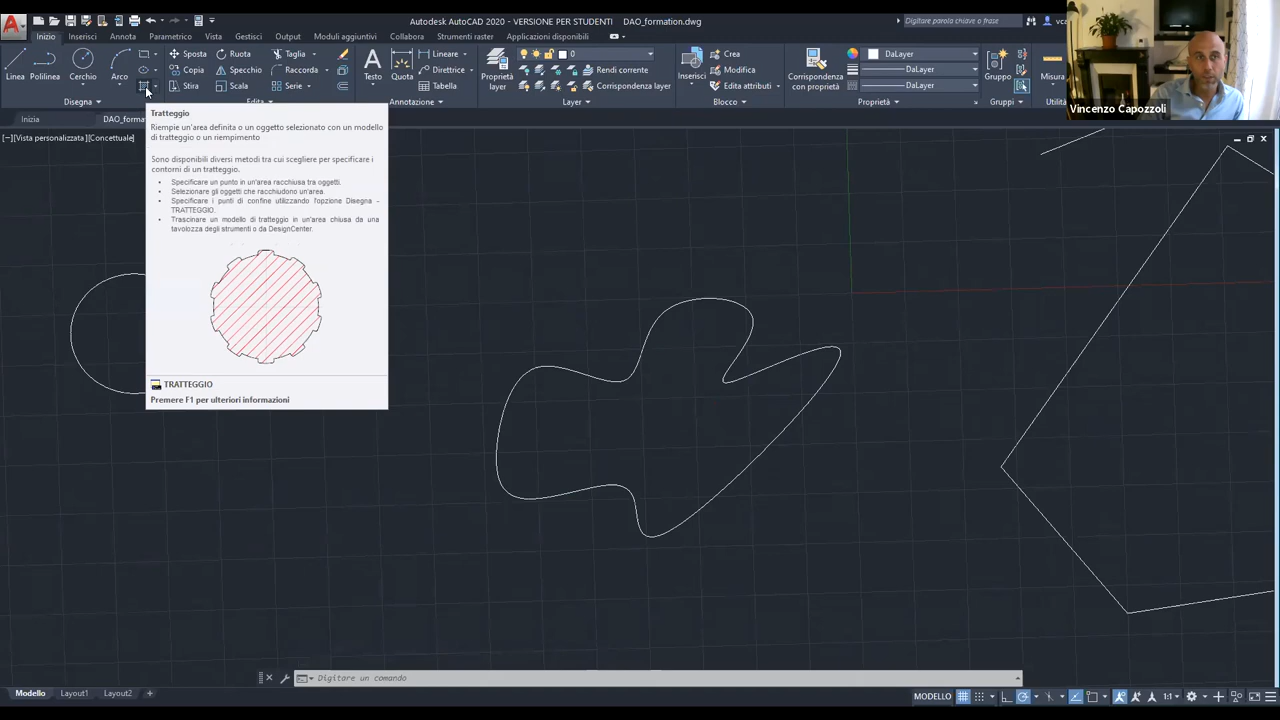 Autodesk AutoCAD 2020 - VERSIONE PER STUDENTI DAO_formation.dwg
Digitare parola chiave o frase
Inizio Inserisci Annota Parametrico Vista Gestisci Output Moduli aggiuntivi Collabora Strumenti raster Applicazioni disponibili
Linea Polilinea Cerchio Arco
Sposta Ruota Taglia
Copia Specchio Raccorda
Stira Scala Serie
Testo Quota
Lineare
Direttrice
Tabella
Proprietà layer
0
Rendi corrente
Corrispondenza layer
Inserisci
Crea
Modifica
Modifica attributi
Corrispondenza con proprietà
DaLayer
DaLayer
DaLayer
Gruppo
Misura
Disegna Edita Annotazione Layer Blocco Proprietà Gruppi Utilità
Vincenzo Capozzoli
Inizia
[−][Vista personalizzata][Concettuale]
Tratteggio
Riempie un'area definita o un oggetto selezionato con un modello
di tratteggio o un riempimento
Sono disponibili diversi metodi tra cui scegliere per specificare i
contorni di un tratteggio.
• Specificare un punto in un'area racchiusa tra oggetti.
• Selezionare gli oggetti che racchiudono un'area.
• Specificare i punti di confine utilizzando l'opzione Disegna -
TRATTEGGIO.
• Trascinare un modello di tratteggio in un'area chiusa da una
tavolozza degli strumenti o da DesignCenter.
TRATTEGGIO
Premere F1 per ulteriori informazioni
Digitare un comando
Modello Layout1 Layout2 +
MODELLO
1:1